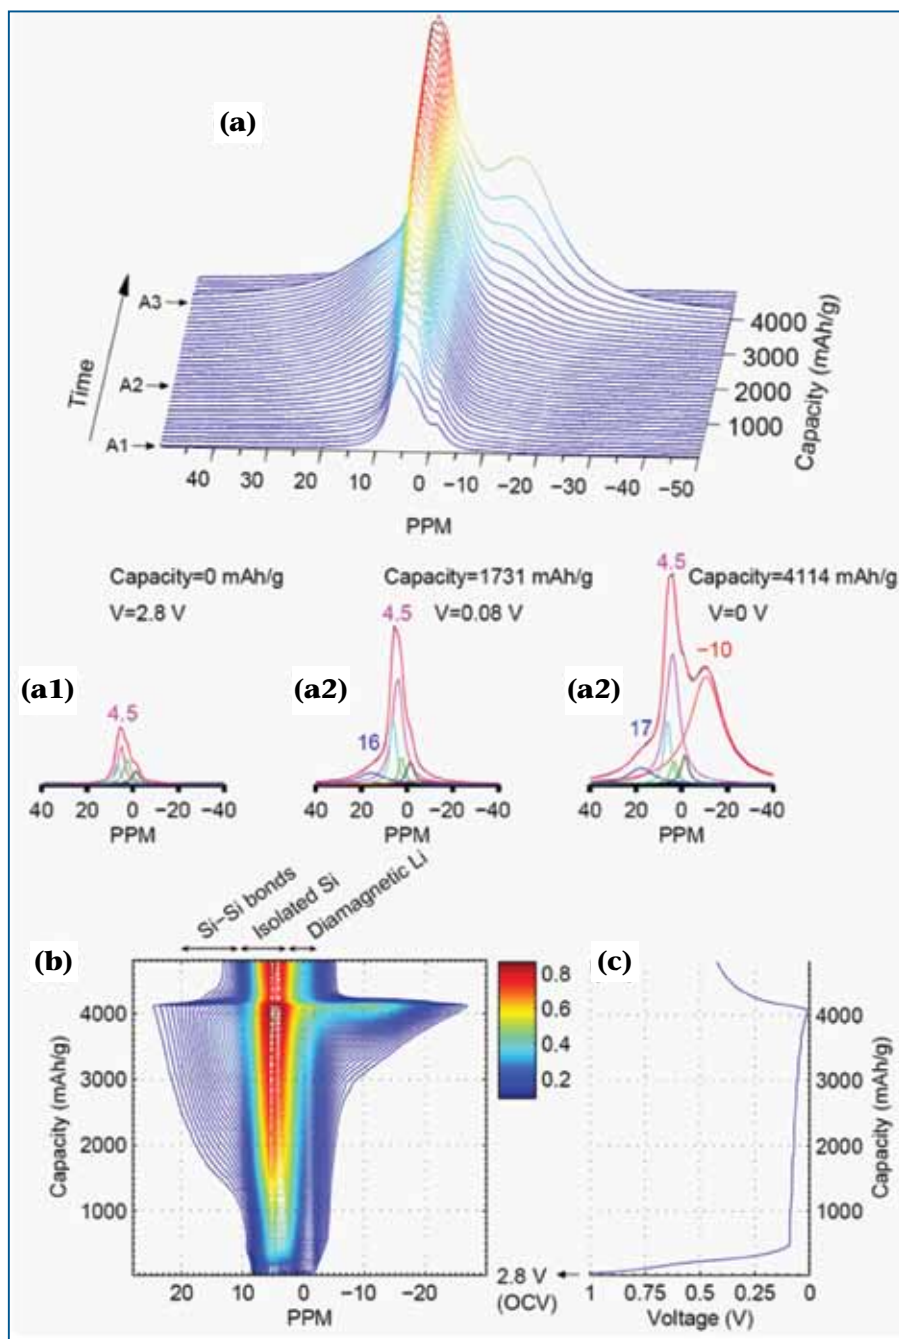 (a)
A3
A2
A1
Time
4000
3000
2000
1000
Capacity (mAh/g)
40 30 20 10 0 −10 −20 −30 −40 −50
PPM
Capacity=0 mAh/g
V=2.8 V
(a1)
4.5
40 20 0 −20 −40
PPM
Capacity=1731 mAh/g
V=0.08 V
(a2)
4.5
16
40 20 0 −20 −40
PPM
Capacity=4114 mAh/g
V=0 V
(a2)
4.5
−10
17
40 20 0 −20 −40
PPM
Si−Si bonds
Isolated Si
Diamagnetic Li
(b)
4000
3000
2000
1000
Capacity (mAh/g)
20 10 0 −10 −20
PPM
0.8
0.6
0.4
0.2
(c)
4000
3000
2000
1000
Capacity (mAh/g)
2.8 V
(OCV)
1 0.75 0.5 0.25 0
Voltage (V)